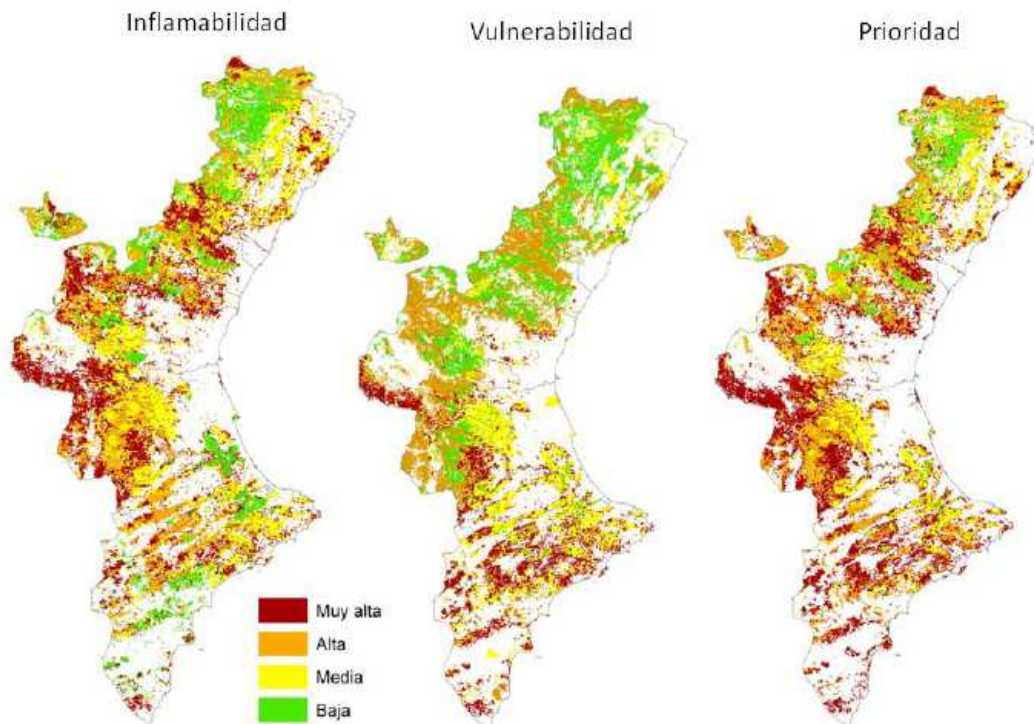 Inflamabilidad
Vulnerabilidad
Prioridad
Muy alta
Alta
Media
Baja